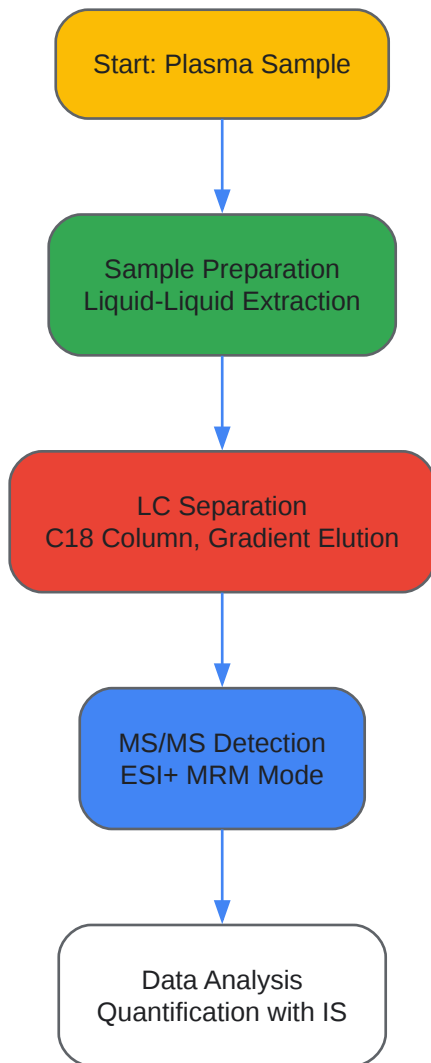 Start: Plasma Sample
Sample Preparation
Liquid-Liquid Extraction
LC Separation
C18 Column, Gradient Elution
MS/MS Detection
ESI+ MRM Mode
Data Analysis
Quantification with IS